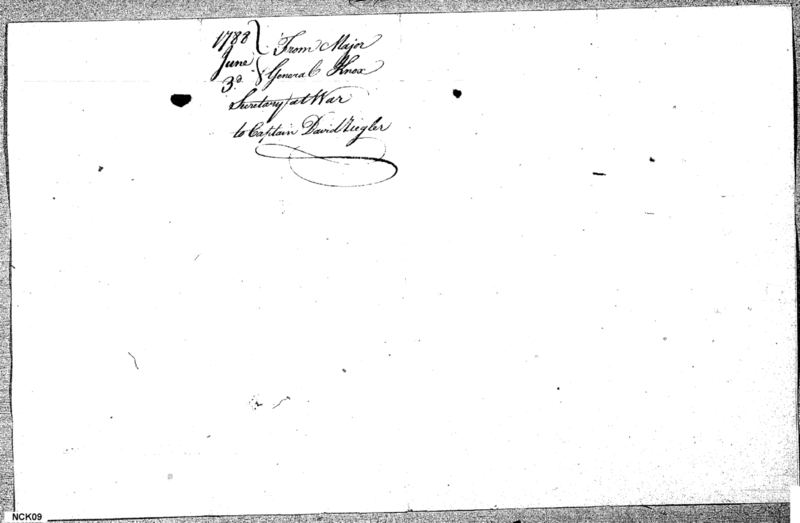 1788 } From Major
June } General Knox
3d.
Secretary at War
to Captain David Ziegler
NCK09